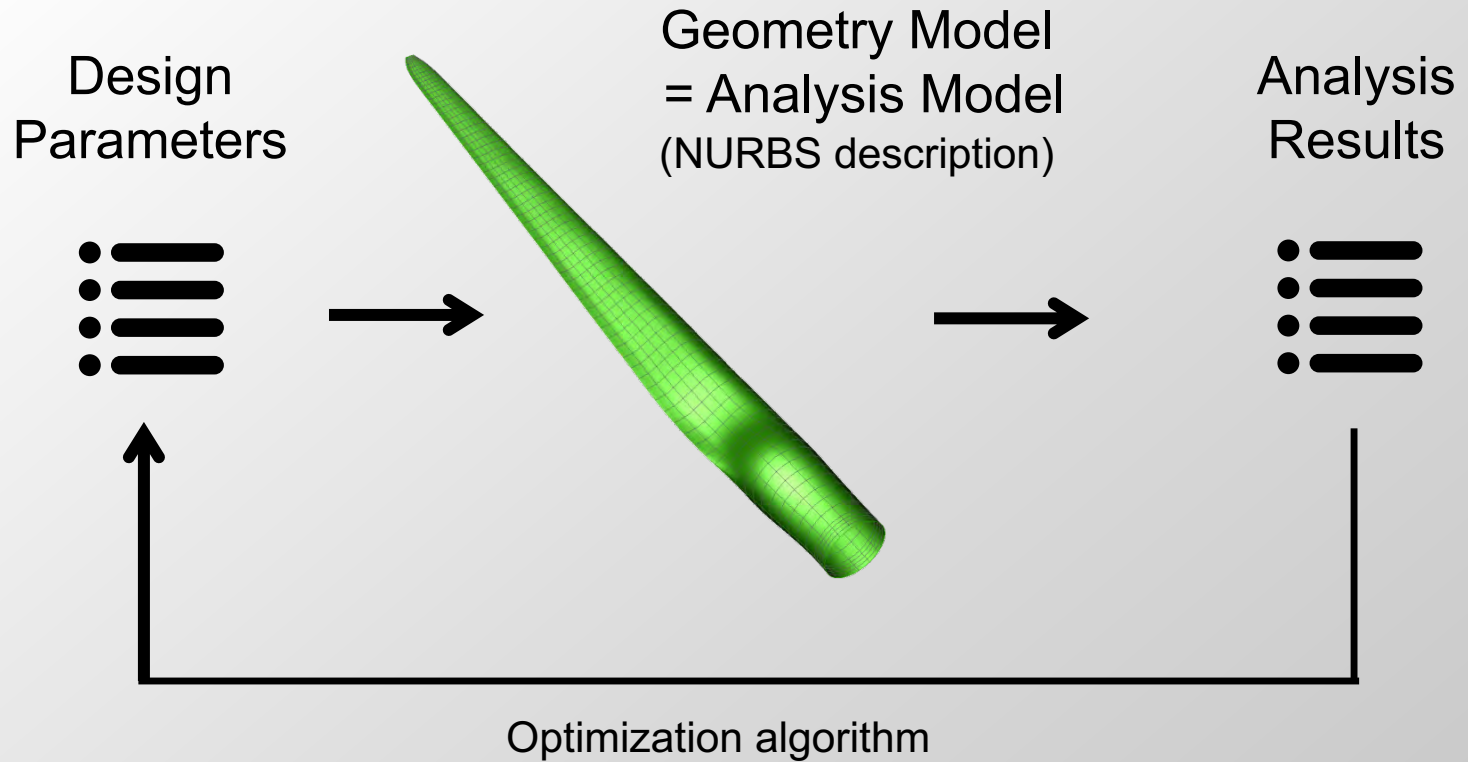 Design
Parameters
Geometry Model
= Analysis Model
(NURBS description)
Analysis
Results
Optimization algorithm